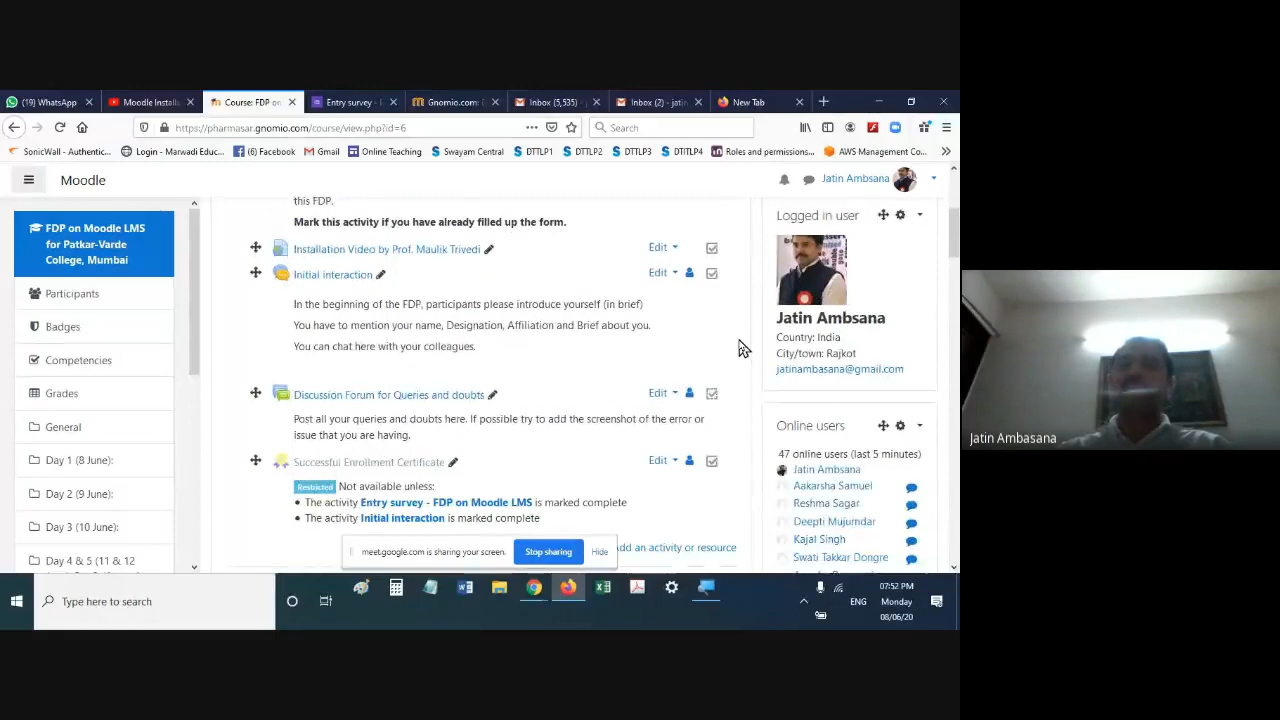 (19) WhatsApp
Moodle Installa
Course: FDP on
Entry survey -
Gnomio.com:
Inbox (5,535) -
Inbox (2) - jatin
New Tab
https://pharmasar.gnomio.com/course/view.php?id=6
Search
SonicWall - Authentic...
Login - Marwadi Educ...
(6) Facebook
Gmail
Online Teaching
Swayam Central
DTTLP1
DTTLP2
DTTLP3
DTITLP4
Roles and permissions...
AWS Management Co...
Moodle
Jatin Ambasana
FDP on Moodle LMS
for Patkar-Varde
College, Mumbai
Participants
Badges
Competencies
Grades
General
Day 1 (8 June):
Day 2 (9 June):
Day 3 (10 June):
Day 4 & 5 (11 & 12
this FDP.
Mark this activity if you have already filled up the form.
Installation Video by Prof. Maulik Trivedi
Edit
Initial interaction
Edit
In the beginning of the FDP, participants please introduce yourself (in brief)
You have to mention your name, Designation, Affiliation and Brief about you.
You can chat here with your colleagues.
Discussion Forum for Queries and doubts
Edit
Post all your queries and doubts here. If possible try to add the screenshot of the error or
issue that you are having.
Successful Enrollment Certificate
Edit
Restricted Not available unless:
• The activity Entry survey - FDP on Moodle LMS is marked complete
• The activity Initial interaction is marked complete
Add an activity or resource
meet.google.com is sharing your screen.
Stop sharing
Hide
Logged in user
Jatin Ambsana
Country: India
City/town: Rajkot
jatinambasana@gmail.com
Online users
47 online users (last 5 minutes)
Jatin Ambsana
Aakarsha Samuel
Reshma Sagar
Deepti Mujumdar
Kajal Singh
Swati Takkar Dongre
Jatin Ambasana
Type here to search
ENG
07:52 PM
Monday
08/06/20